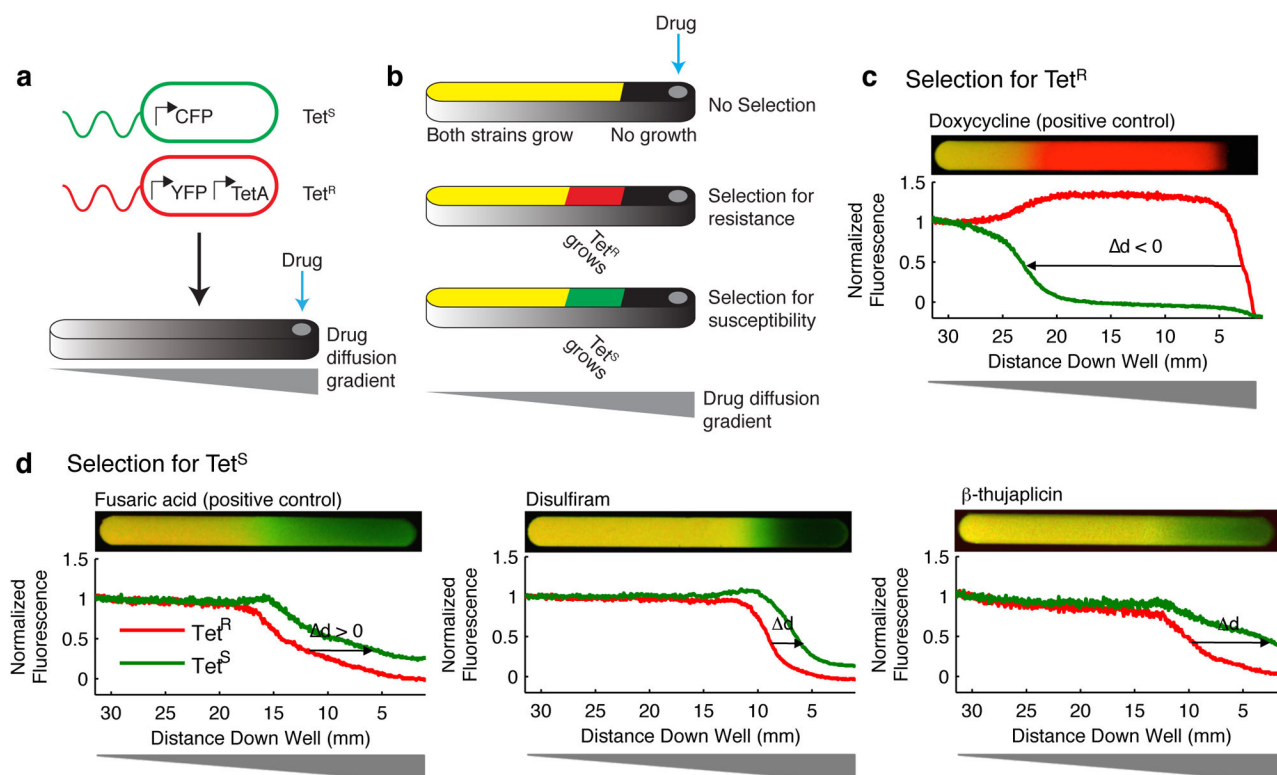 a
CFP
Tet^S
YFP TetA
Tet^R
Drug
Drug
diffusion
gradient
b
Drug
No Selection
Both strains grow No growth
Selection for
resistance
Tet^R
grows
Selection for
susceptibility
Tet^S
grows
Drug diffusion
gradient
c Selection for Tet^R
Doxycycline (positive control)
Normalized
Fluorescence
1.5
1
0.5
0
Δd < 0
30 25 20 15 10 5
Distance Down Well (mm)
d Selection for Tet^S
Fusaric acid (positive control)
Normalized
Fluorescence
1.5
1
0.5
0
Tet^R
Tet^S
Δd > 0
30 25 20 15 10 5
Distance Down Well (mm)
Disulfiram
Normalized
Fluorescence
1.5
1
0.5
0
Δd
30 25 20 15 10 5
Distance Down Well (mm)
β-thujaplicin
Normalized
Fluorescence
1.5
1
0.5
0
Δd
30 25 20 15 10 5
Distance Down Well (mm)